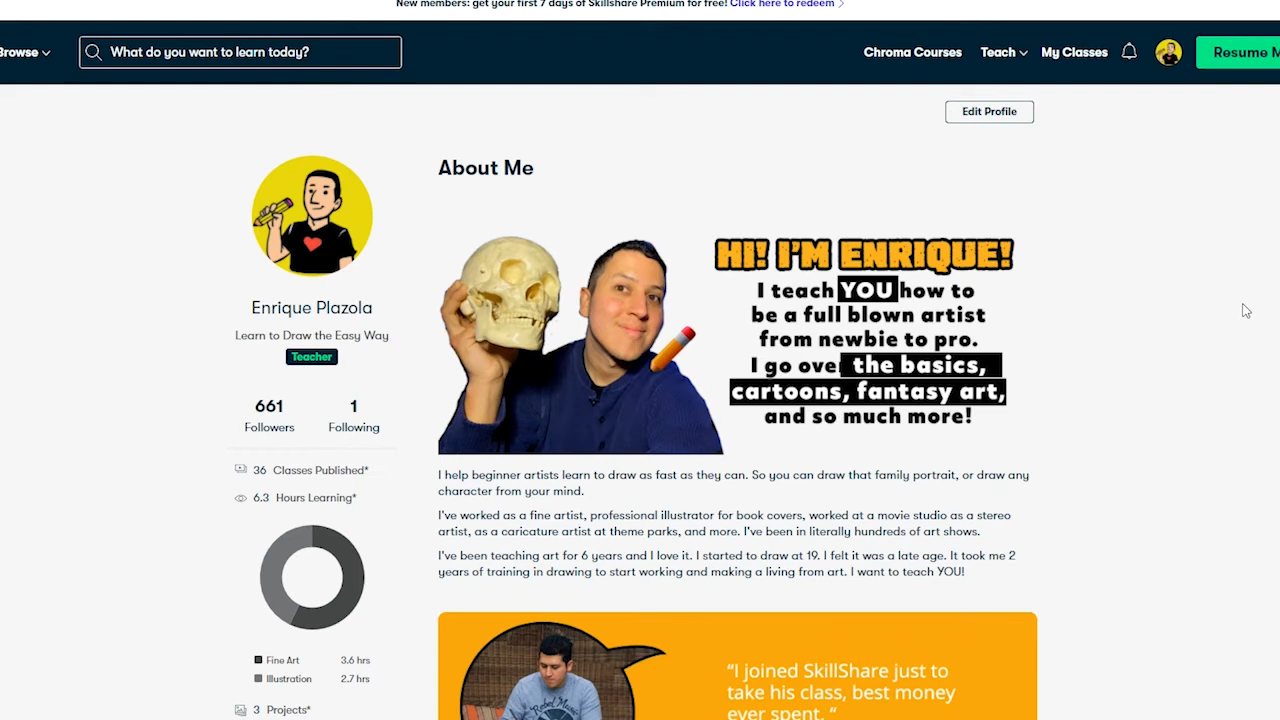 New members: get your first 7 days of Skillshare Premium for free! Click here to redeem
Browse
What do you want to learn today?
Chroma Courses
Teach
My Classes
Resume
Edit Profile
Enrique Plazola
Learn to Draw the Easy Way
Teacher
661
Followers
1
Following
36 Classes Published*
6.3 Hours Learning*
Fine Art 3.6 hrs
Illustration 2.7 hrs
3 Projects*
About Me
HI! I'M ENRIQUE!
I teach YOU how to
be a full blown artist
from newbie to pro.
I go over the basics,
cartoons, fantasy art,
and so much more!
I help beginner artists learn to draw as fast as they can. So you can draw that family portrait, or draw any
character from your mind.
I've worked as a fine artist, professional illustrator for book covers, worked at a movie studio as a stereo
artist, as a caricature artist at theme parks, and more. I've been in literally hundreds of art shows.
I've been teaching art for 6 years and I love it. I started to draw at 19. I felt it was a late age. It took me 2
years of training in drawing to start working and making a living from art. I want to teach YOU!
"I joined SkillShare just to
take his class, best money
ever spent. "